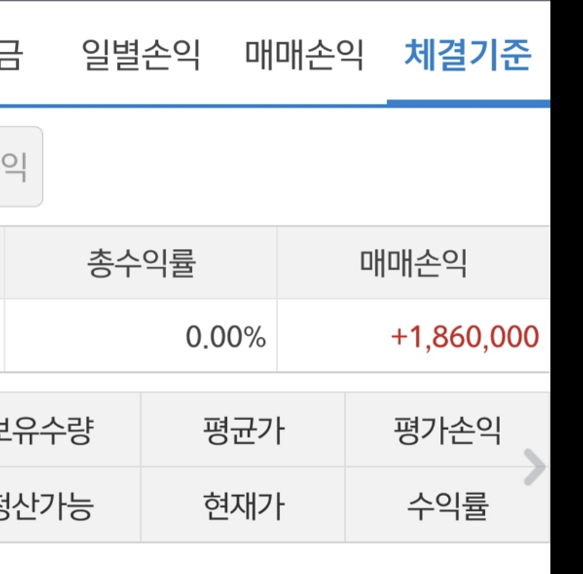 금 일별손익 매매손익 체결기준
익
총수익률 매매손익
0.00% +1,860,000
보유수량 평균가 평가손익
정산가능 현재가 수익률